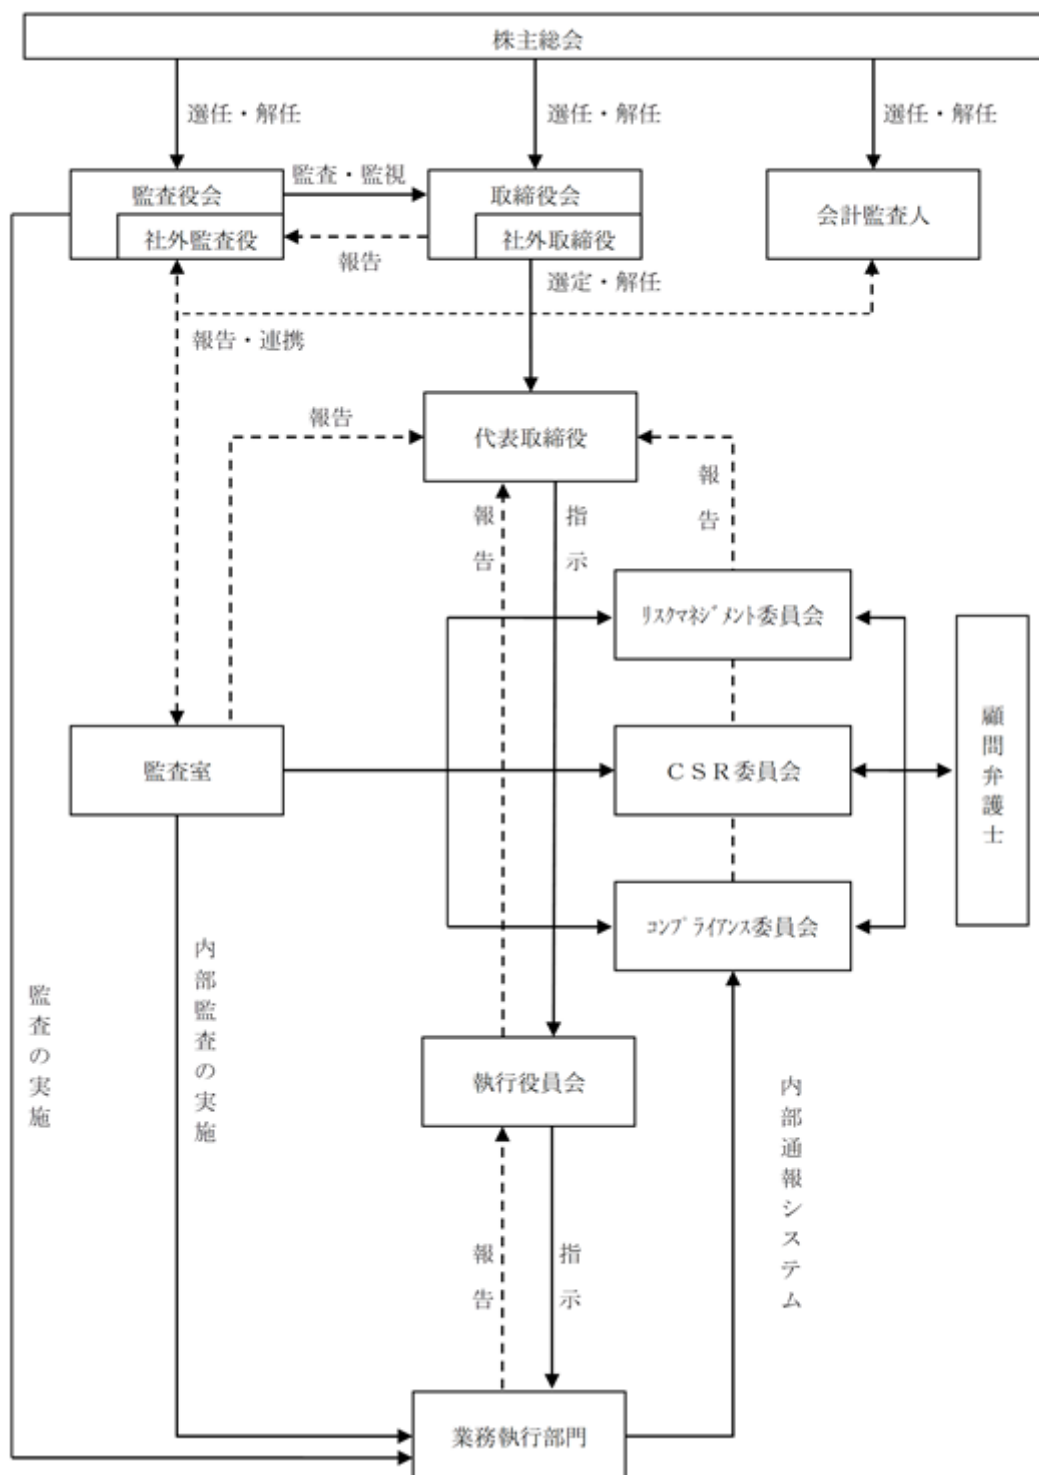 株主総会
選任・解任
選任・解任
選任・解任
監査役会
社外監査役
監査・監視
報告
取締役会
社外取締役
会計監査人
選定・解任
報告・連携
報告
代表取締役
報告
報告
指示
ﾘｽｸﾏﾈｼﾞﾒﾝﾄ委員会
監査室
ＣＳＲ委員会
顧問弁護士
ｺﾝﾌﾟﾗｲｱﾝｽ委員会
監査の実施
内部監査の実施
執行役員会
内部通報システム
報告
指示
業務執行部門